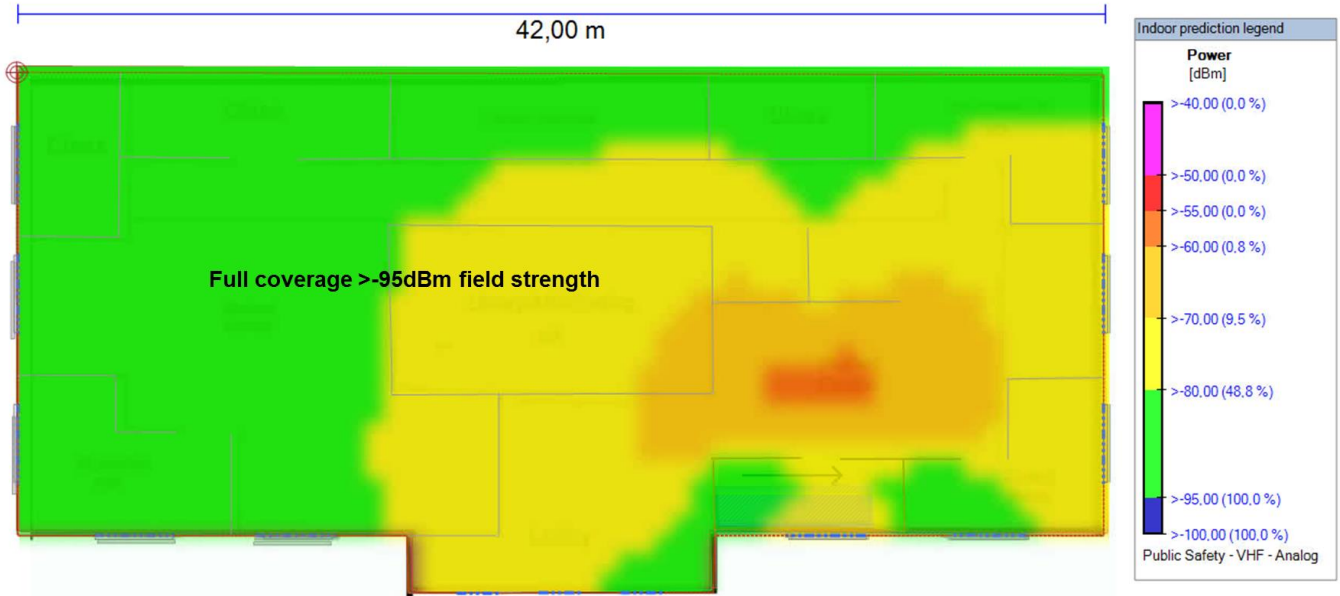 42,00 m
Full coverage >-95dBm field strength
Indoor prediction legend
Power
[dBm]
>-40,00 (0,0 %)
>-50,00 (0,0 %)
>-55,00 (0,0 %)
>-60,00 (0,8 %)
>-70,00 (9,5 %)
>-80,00 (48,8 %)
>-95,00 (100,0 %)
>-100,00 (100,0 %)
Public Safety - VHF - Analog